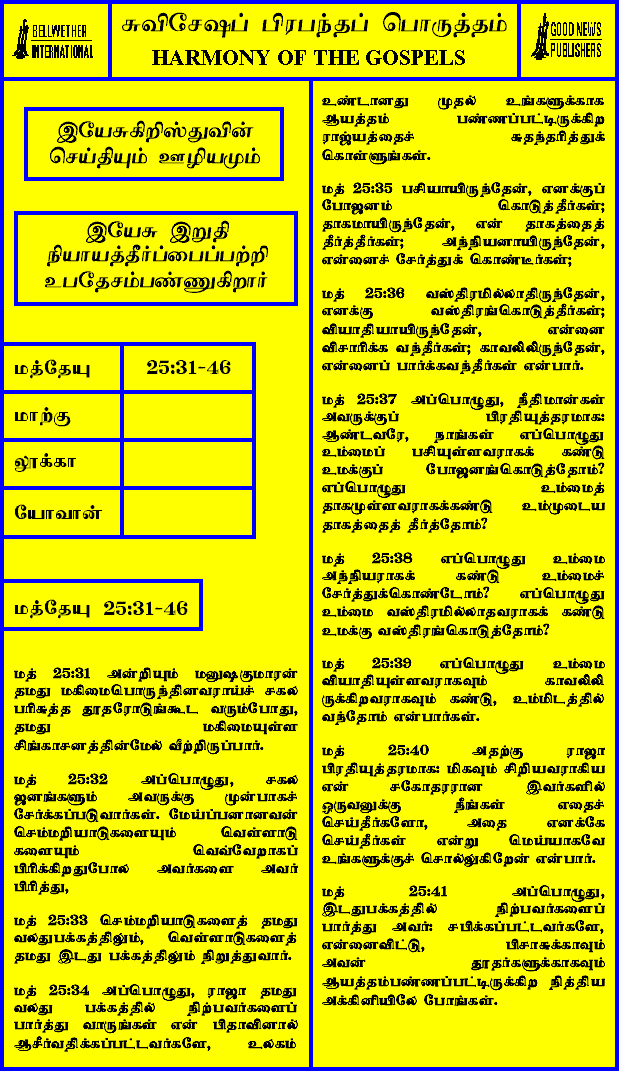 BELLWETHER
INTERNATIONAL
சுவிசேஷப் பிரபந்தப் பொருத்தம்
HARMONY OF THE GOSPELS
GOOD NEWS
PUBLISHERS
இயேசுகிறிஸ்துவின்
செய்தியும் ஊழியமும்
இயேசு இறுதி
நியாயத்தீர்ப்பைப்பற்றி
உபதேசம்பண்ணுகிறார்
மத்தேயு 25:31-46
மாற்கு
லூக்கா
யோவான்
மத்தேயு 25:31-46
மத் 25:31 அன்றியும் மனுஷகுமாரன்
தமது மகிமைபொருந்தினவராய்ச் சகல
பரிசுத்த தூதரோடுங்கூட வரும்போது,
தமது மகிமையுள்ள
சிங்காசனத்தின்மேல் வீற்றிருப்பார்.
மத் 25:32 அப்பொழுது, சகல
ஜனங்களும் அவருக்கு முன்பாகச்
சேர்க்கப்படுவார்கள். மேய்ப்பனானவன்
செம்மறியாடுகளையும் வெள்ளாடு
களையும் வெவ்வேறாகப்
பிரிக்கிறதுபோல் அவர்களை அவர்
பிரித்து,
மத் 25:33 செம்மறியாடுகளைத் தமது
வலதுபக்கத்திலும், வெள்ளாடுகளைத்
தமது இடது பக்கத்திலும் நிறுத்துவார்.
மத் 25:34 அப்பொழுது, ராஜா தமது
வலது பக்கத்தில் நிற்பவர்களைப்
பார்த்து வாருங்கள் என் பிதாவினால்
ஆசீர்வதிக்கப்பட்டவர்களே, உலகம்
உண்டானது முதல் உங்களுக்காக
ஆயத்தம் பண்ணப்பட்டிருக்கிற
ராஜ்யத்தைச் சுதந்தரித்துக்
கொள்ளுங்கள்.
மத் 25:35 பசியாயிருந்தேன், எனக்குப்
போஜனம் கொடுத்தீர்கள்;
தாகமாயிருந்தேன், என் தாகத்தைத்
தீர்த்தீர்கள்; அந்நியனாயிருந்தேன்,
என்னைச் சேர்த்துக் கொண்டீர்கள்;
மத் 25:36 வஸ்திரமில்லாதிருந்தேன்,
எனக்கு வஸ்திரங்கொடுத்தீர்கள்;
வியாதியாயிருந்தேன், என்னை
விசாரிக்க வந்தீர்கள்; காவலிலிருந்தேன்,
என்னைப் பார்க்கவந்தீர்கள் என்பார்.
மத் 25:37 அப்பொழுது, நீதிமான்கள்
அவருக்குப் பிரதியுத்தரமாக:
ஆண்டவரே, நாங்கள் எப்பொழுது
உம்மைப் பசியுள்ளவராகக் கண்டு
உமக்குப் போஜனங்கொடுத்தோம்?
எப்பொழுது உம்மைத்
தாகமுள்ளவராகக்கண்டு உம்முடைய
தாகத்தைத் தீர்த்தோம்?
மத் 25:38 எப்பொழுது உம்மை
அந்நியராகக் கண்டு உம்மைச்
சேர்த்துக்கொண்டோம்? எப்பொழுது
உம்மை வஸ்திரமில்லாதவராகக் கண்டு
உமக்கு வஸ்திரங்கொடுத்தோம்?
மத் 25:39 எப்பொழுது உம்மை
வியாதியுள்ளவராகவும் காவலிலி
ருக்கிறவராகவும் கண்டு, உம்மிடத்தில்
வந்தோம் என்பார்கள்.
மத் 25:40 அதற்கு ராஜா
பிரதியுத்தரமாக: மிகவும் சிறியவராகிய
என் சகோதரரான இவர்களில்
ஒருவனுக்கு நீங்கள் எதைச்
செய்தீர்களோ, அதை எனக்கே
செய்தீர்கள் என்று மெய்யாகவே
உங்களுக்குச் சொல்லுகிறேன் என்பார்.
மத் 25:41 அப்பொழுது,
இடதுபக்கத்தில் நிற்பவர்களைப்
பார்த்து அவர்: சபிக்கப்பட்டவர்களே,
என்னைவிட்டு, பிசாசுக்காவும்
அவன் தூதர்களுக்காகவும்
ஆயத்தம்பண்ணப்பட்டிருக்கிற நித்திய
அக்கினியிலே போங்கள்.